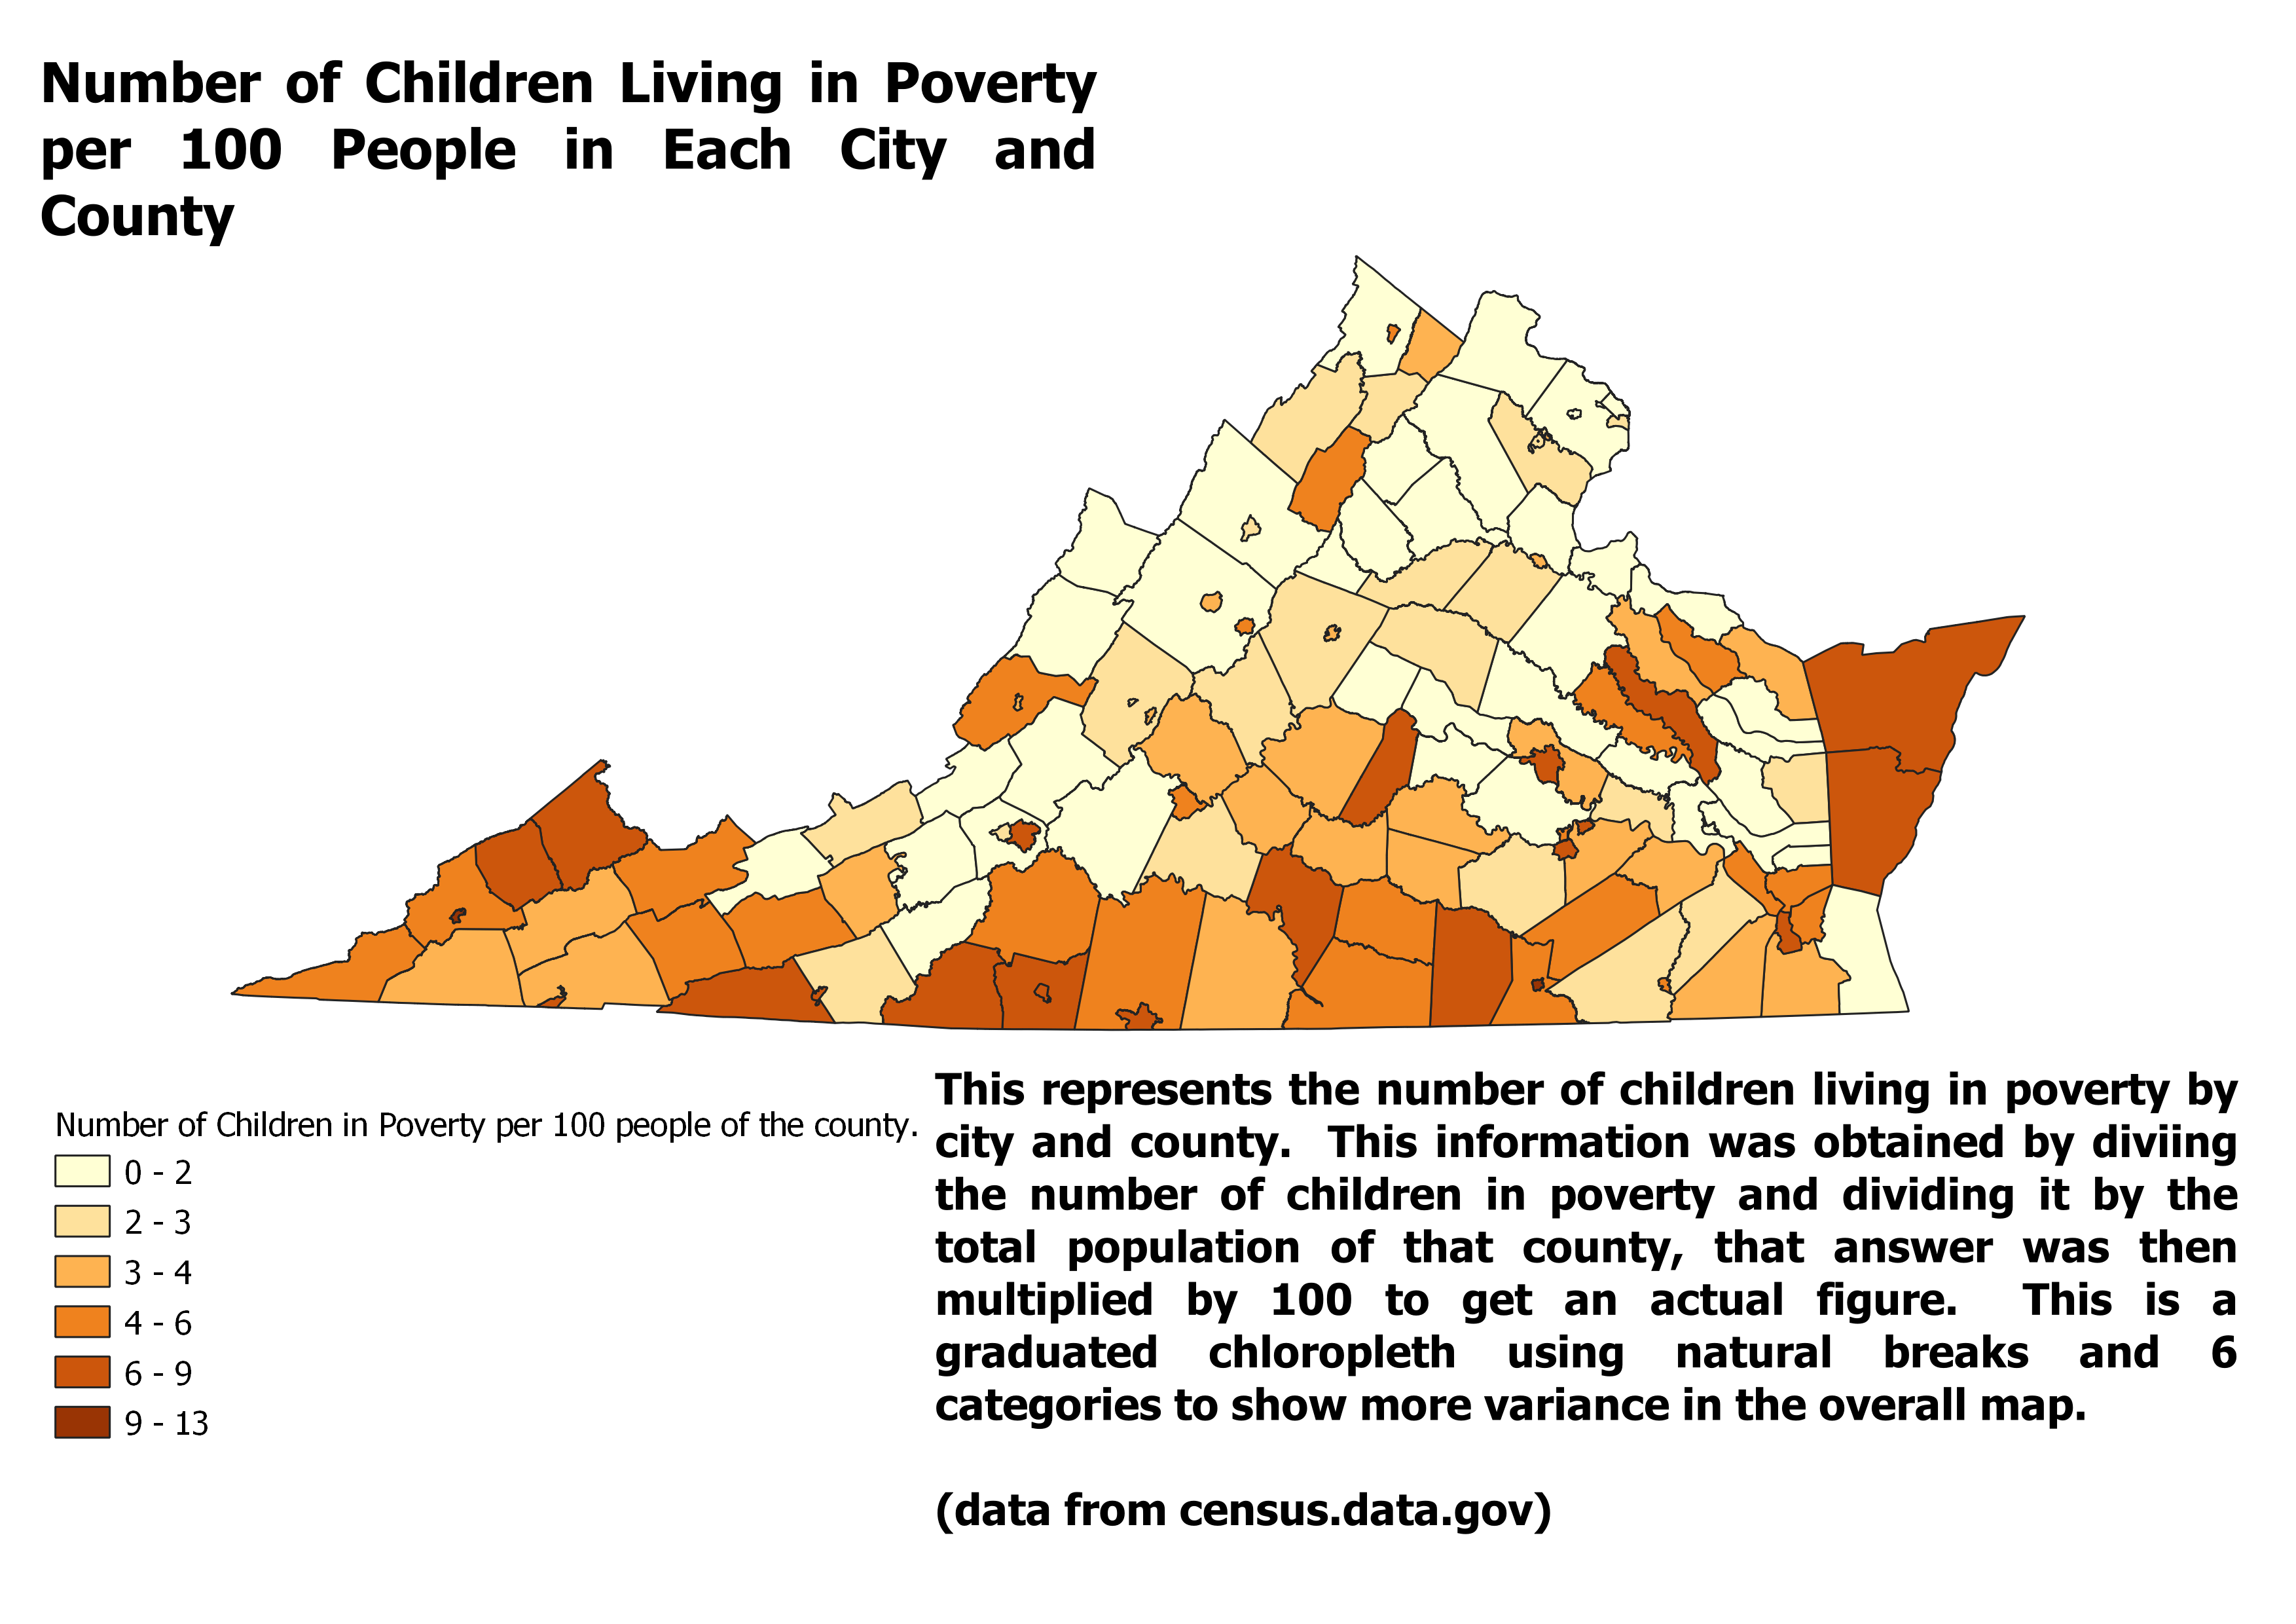 Number of Children Living in Poverty
per 100 People in Each City and
County
Number of Children in Poverty per 100 people of the county.
0 - 2
2 - 3
3 - 4
4 - 6
6 - 9
9 - 13
This represents the number of children living in poverty by
city and county. This information was obtained by diviing
the number of children in poverty and dividing it by the
total population of that county, that answer was then
multiplied by 100 to get an actual figure. This is a
graduated chloropleth using natural breaks and 6
categories to show more variance in the overall map.
(data from census.data.gov)